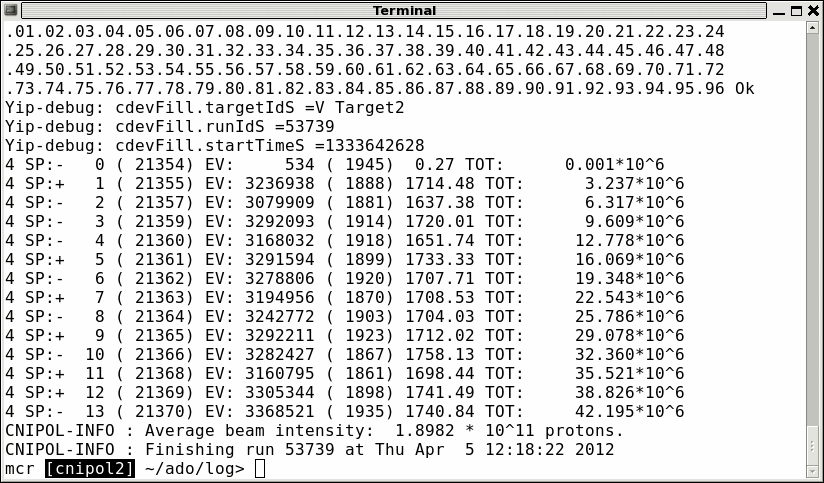 Terminal
.01.02.03.04.05.06.07.08.09.10.11.12.13.14.15.16.17.18.19.20.21.22.23.24
.25.26.27.28.29.30.31.32.33.34.35.36.37.38.39.40.41.42.43.44.45.46.47.48
.49.50.51.52.53.54.55.56.57.58.59.60.61.62.63.64.65.66.67.68.69.70.71.72
.73.74.75.76.77.78.79.80.81.82.83.84.85.86.87.88.89.90.91.92.93.94.95.96 Ok
Yip-debug: cdevFill.targetIdS =V Target2
Yip-debug: cdevFill.runIdS =53739
Yip-debug: cdevFill.startTimeS =1333642628
4 SP:-   0 ( 21354) EV:     534 ( 1945)  0.27 TOT:      0.001*10^6
4 SP:+   1 ( 21355) EV: 3236938 ( 1888) 1714.48 TOT:      3.237*10^6
4 SP:-   2 ( 21357) EV: 3079909 ( 1881) 1637.38 TOT:      6.317*10^6
4 SP:-   3 ( 21359) EV: 3292093 ( 1914) 1720.01 TOT:      9.609*10^6
4 SP:-   4 ( 21360) EV: 3168032 ( 1918) 1651.74 TOT:     12.778*10^6
4 SP:+   5 ( 21361) EV: 3291594 ( 1899) 1733.33 TOT:     16.069*10^6
4 SP:-   6 ( 21362) EV: 3278806 ( 1920) 1707.71 TOT:     19.348*10^6
4 SP:+   7 ( 21363) EV: 3194956 ( 1870) 1708.53 TOT:     22.543*10^6
4 SP:-   8 ( 21364) EV: 3242772 ( 1903) 1704.03 TOT:     25.786*10^6
4 SP:+   9 ( 21365) EV: 3292211 ( 1923) 1712.02 TOT:     29.078*10^6
4 SP:-  10 ( 21366) EV: 3282427 ( 1867) 1758.13 TOT:     32.360*10^6
4 SP:+  11 ( 21368) EV: 3160795 ( 1861) 1698.44 TOT:     35.521*10^6
4 SP:+  12 ( 21369) EV: 3305344 ( 1898) 1741.49 TOT:     38.826*10^6
4 SP:-  13 ( 21370) EV: 3368521 ( 1935) 1740.84 TOT:     42.195*10^6
CNIPOL-INFO : Average beam intensity:  1.8982 * 10^11 protons.
CNIPOL-INFO : Finishing run 53739 at Thu Apr  5 12:18:22 2012
mcr [cnipol2] ~/ado/log>